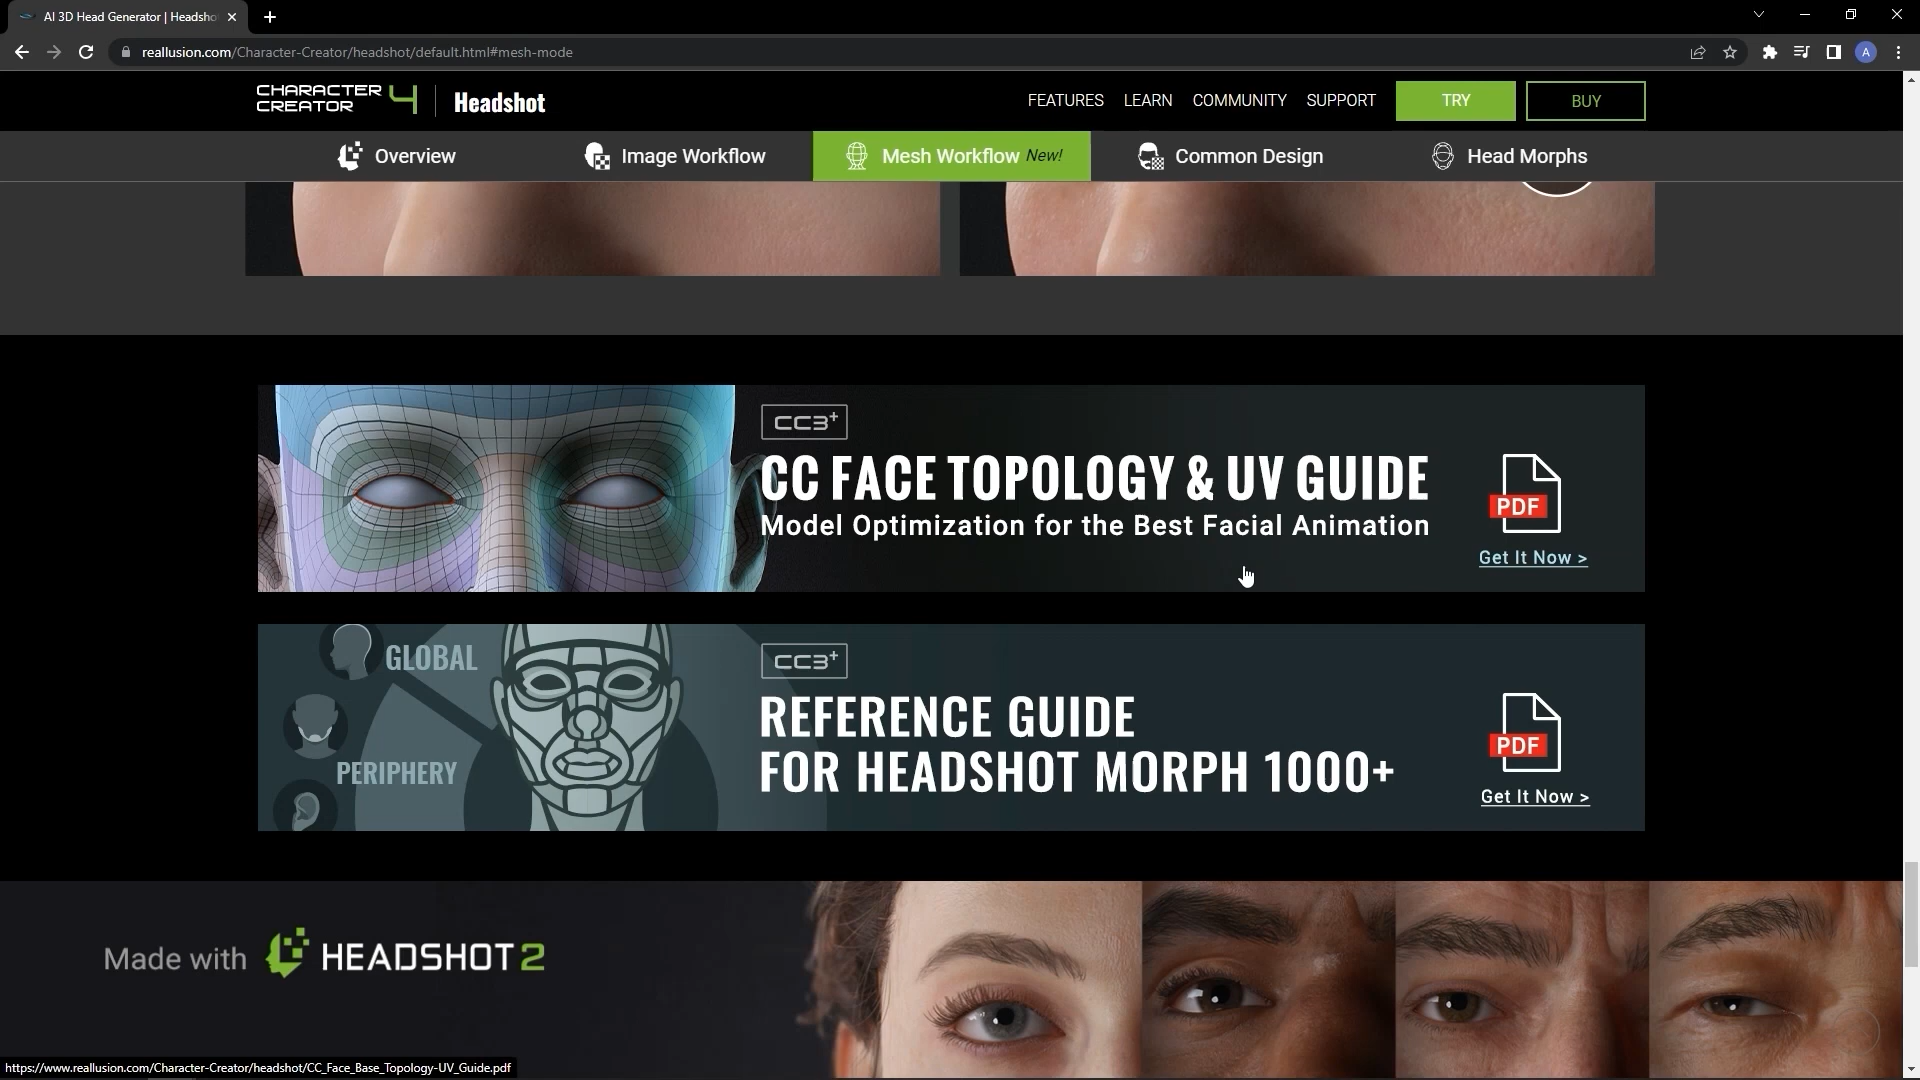 AI 3D Head Generator | Headsho
reallusion.com/Character-Creator/headshot/default.html#mesh-mode
A
CHARACTER CREATOR 4
Headshot
FEATURES
LEARN
COMMUNITY
SUPPORT
TRY
BUY
Overview
Image Workflow
Mesh Workflow New!
Common Design
Head Morphs
CC3+
CC FACE TOPOLOGY & UV GUIDE
Model Optimization for the Best Facial Animation
PDF
Get It Now >
GLOBAL
PERIPHERY
CC3+
REFERENCE GUIDE
FOR HEADSHOT MORPH 1000+
PDF
Get It Now >
Made with HEADSHOT 2
https://www.reallusion.com/Character-Creator/headshot/CC_Face_Base_Topology-UV_Guide.pdf